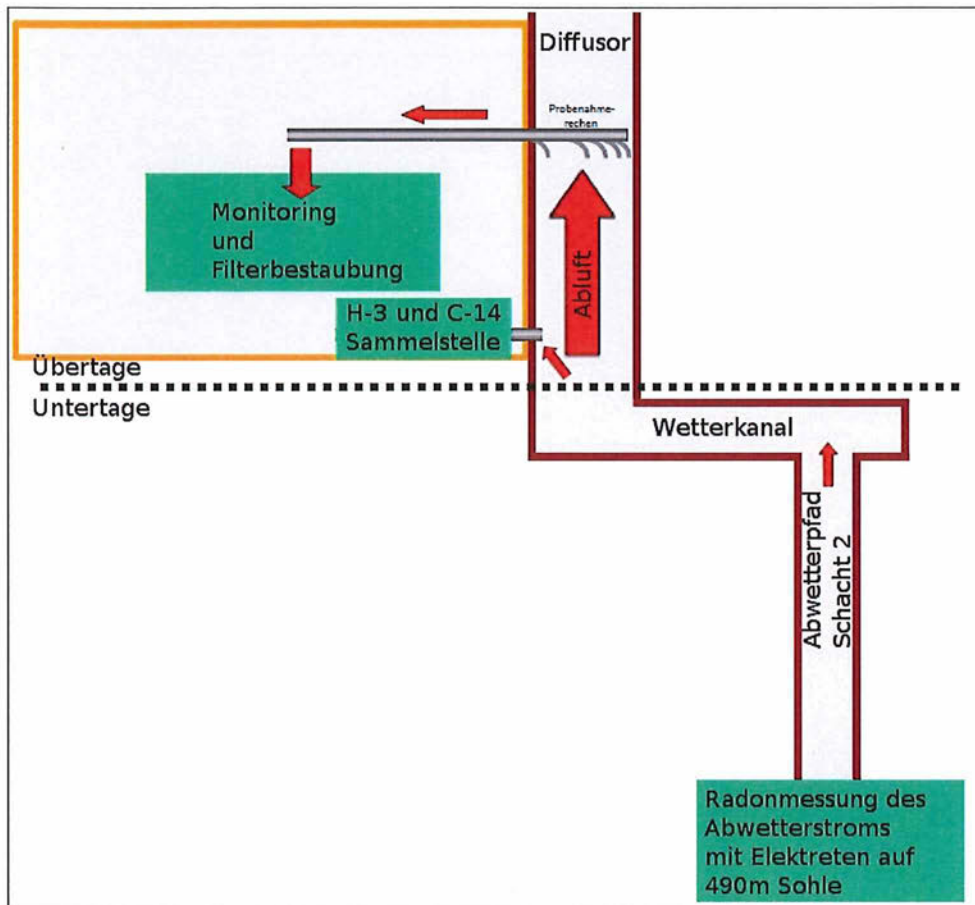 Diffusor
Probenahme-
rechen
Monitoring
und
Filterbestaubung
Abluft
H-3 und C-14
Sammelstelle
Übertage
Untertage
Wetterkanal
Abwetterpfad
Schacht 2
Radonmessung des
Abwetterstroms
mit Elektreten auf
490m Sohle